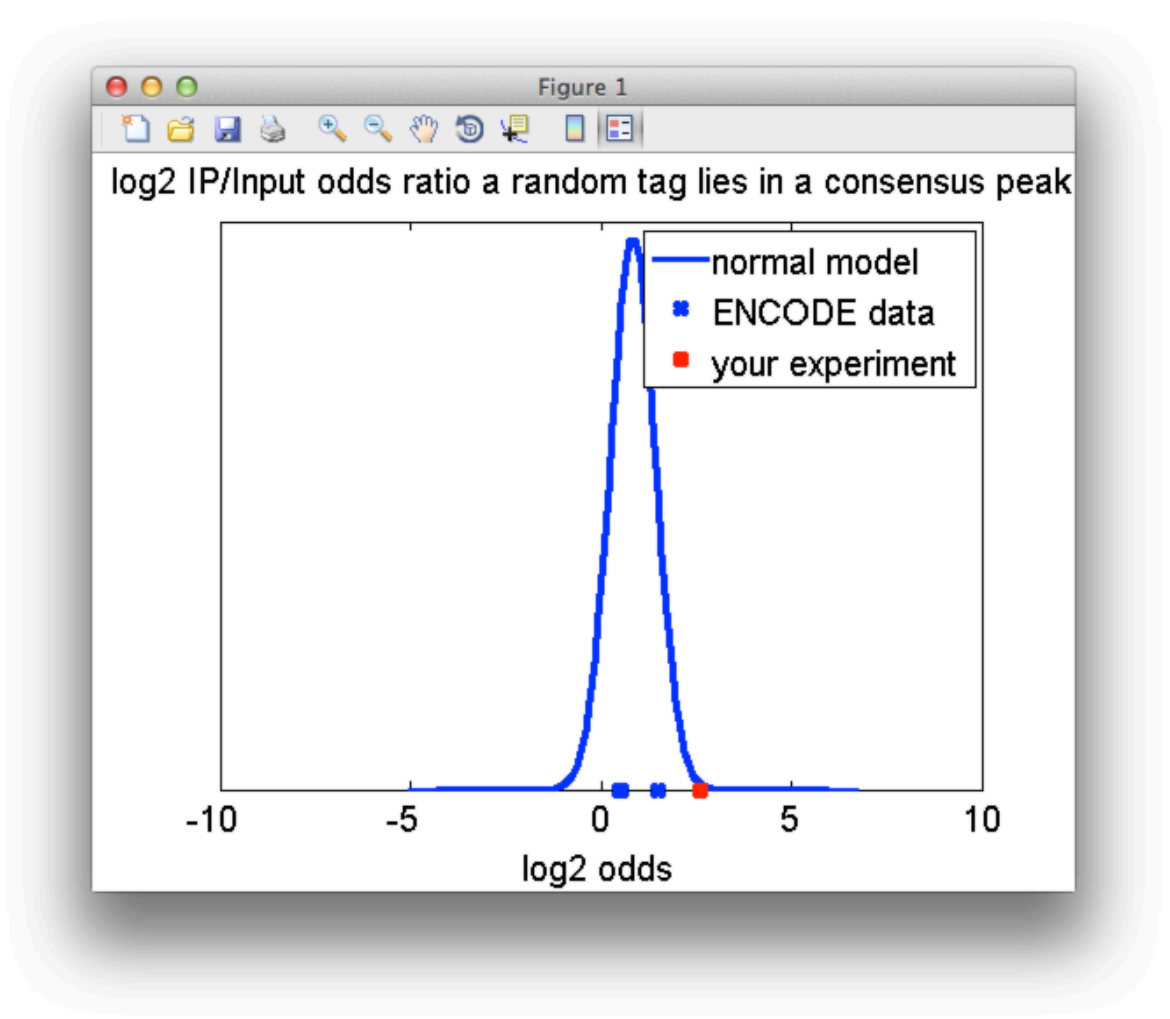 Figure 1
log2 IP/Input odds ratio a random tag lies in a consensus peak
normal model
ENCODE data
your experiment
-10 -5 0 5 10
log2 odds